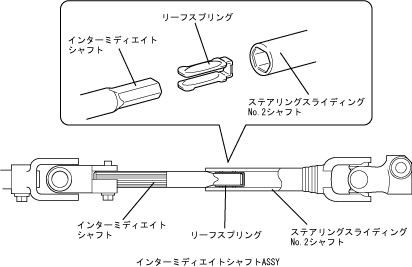 リーフスプリング
インターミディエイト
シャフト
ステアリングスライディング
No.2シャフト
インターミディエイト
シャフト
リーフスプリング
ステアリングスライディング
No.2シャフト
インターミディエイトシャフトASSY